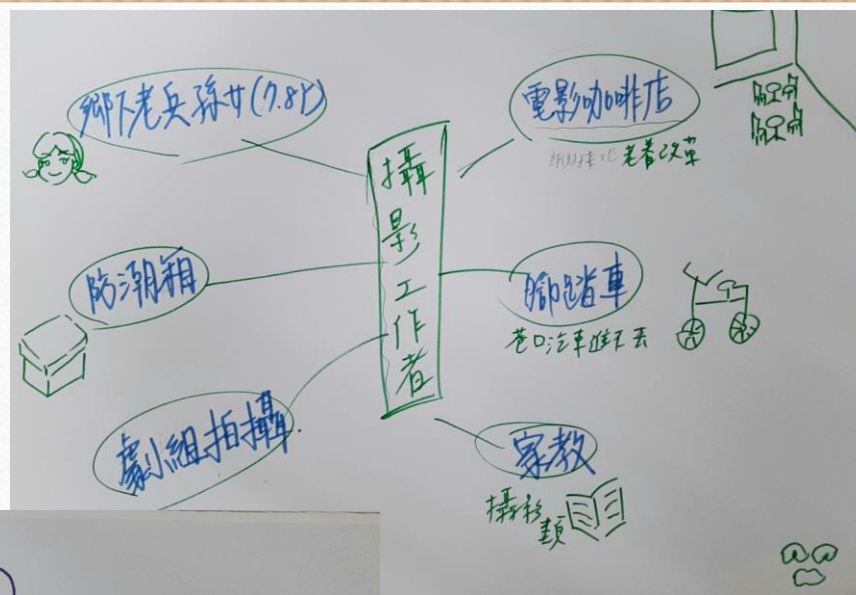 鄉下老兵孫女(7.8Y)
電影咖啡店
老巷改革
攝影工作者
防潮箱
腳踏車
巷口汽車進不去
劇組拍攝
家教
攝影類